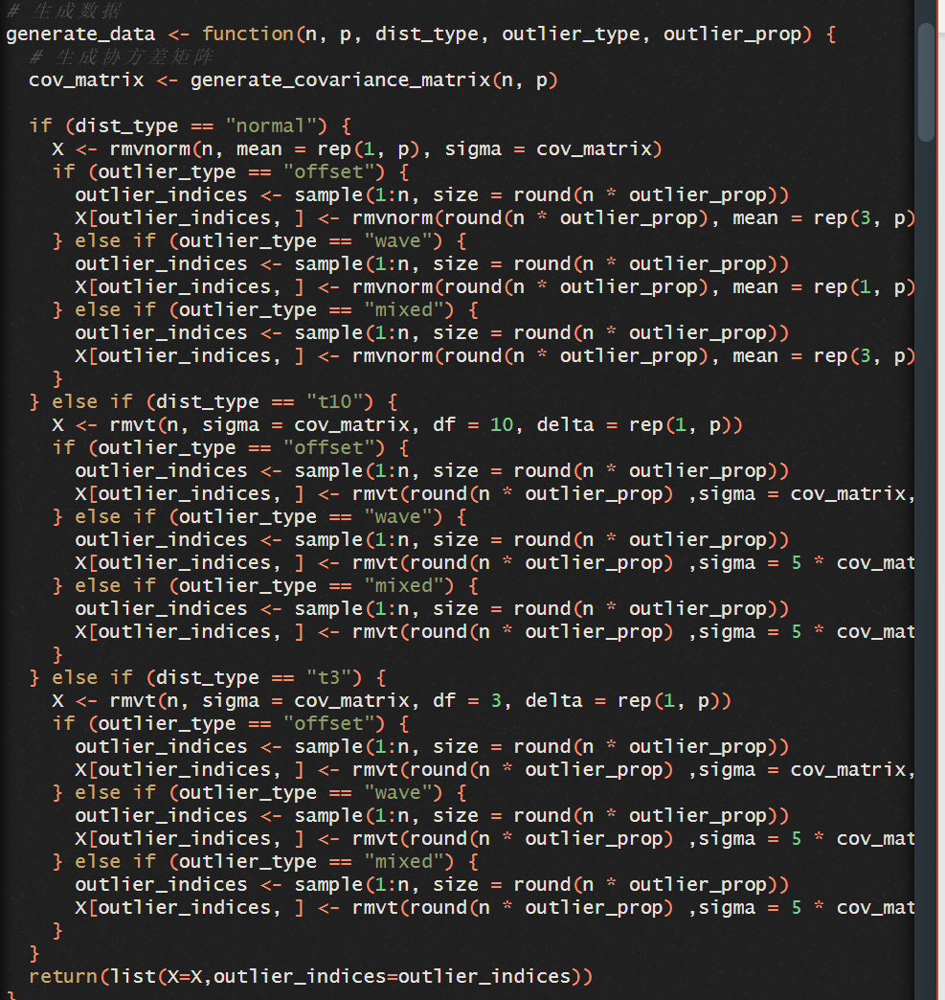 # 生成数据
generate_data <- function(n, p, dist_type, outlier_type, outlier_prop) {
  # 生成协方差矩阵
  cov_matrix <- generate_covariance_matrix(n, p)

  if (dist_type == "normal") {
    X <- rmvnorm(n, mean = rep(1, p), sigma = cov_matrix)
    if (outlier_type == "offset") {
      outlier_indices <- sample(1:n, size = round(n * outlier_prop))
      X[outlier_indices, ] <- rmvnorm(round(n * outlier_prop), mean = rep(3, p)
    } else if (outlier_type == "wave") {
      outlier_indices <- sample(1:n, size = round(n * outlier_prop))
      X[outlier_indices, ] <- rmvnorm(round(n * outlier_prop), mean = rep(1, p)
    } else if (outlier_type == "mixed") {
      outlier_indices <- sample(1:n, size = round(n * outlier_prop))
      X[outlier_indices, ] <- rmvnorm(round(n * outlier_prop), mean = rep(3, p)
    }
  } else if (dist_type == "t10") {
    X <- rmvt(n, sigma = cov_matrix, df = 10, delta = rep(1, p))
    if (outlier_type == "offset") {
      outlier_indices <- sample(1:n, size = round(n * outlier_prop))
      X[outlier_indices, ] <- rmvt(round(n * outlier_prop) ,sigma = cov_matrix,
    } else if (outlier_type == "wave") {
      outlier_indices <- sample(1:n, size = round(n * outlier_prop))
      X[outlier_indices, ] <- rmvt(round(n * outlier_prop) ,sigma = 5 * cov_mat
    } else if (outlier_type == "mixed") {
      outlier_indices <- sample(1:n, size = round(n * outlier_prop))
      X[outlier_indices, ] <- rmvt(round(n * outlier_prop) ,sigma = 5 * cov_mat
    }
  } else if (dist_type == "t3") {
    X <- rmvt(n, sigma = cov_matrix, df = 3, delta = rep(1, p))
    if (outlier_type == "offset") {
      outlier_indices <- sample(1:n, size = round(n * outlier_prop))
      X[outlier_indices, ] <- rmvt(round(n * outlier_prop) ,sigma = cov_matrix,
    } else if (outlier_type == "wave") {
      outlier_indices <- sample(1:n, size = round(n * outlier_prop))
      X[outlier_indices, ] <- rmvt(round(n * outlier_prop) ,sigma = 5 * cov_mat
    } else if (outlier_type == "mixed") {
      outlier_indices <- sample(1:n, size = round(n * outlier_prop))
      X[outlier_indices, ] <- rmvt(round(n * outlier_prop) ,sigma = 5 * cov_mat
    }
  }
  return(list(X=X,outlier_indices=outlier_indices))
}